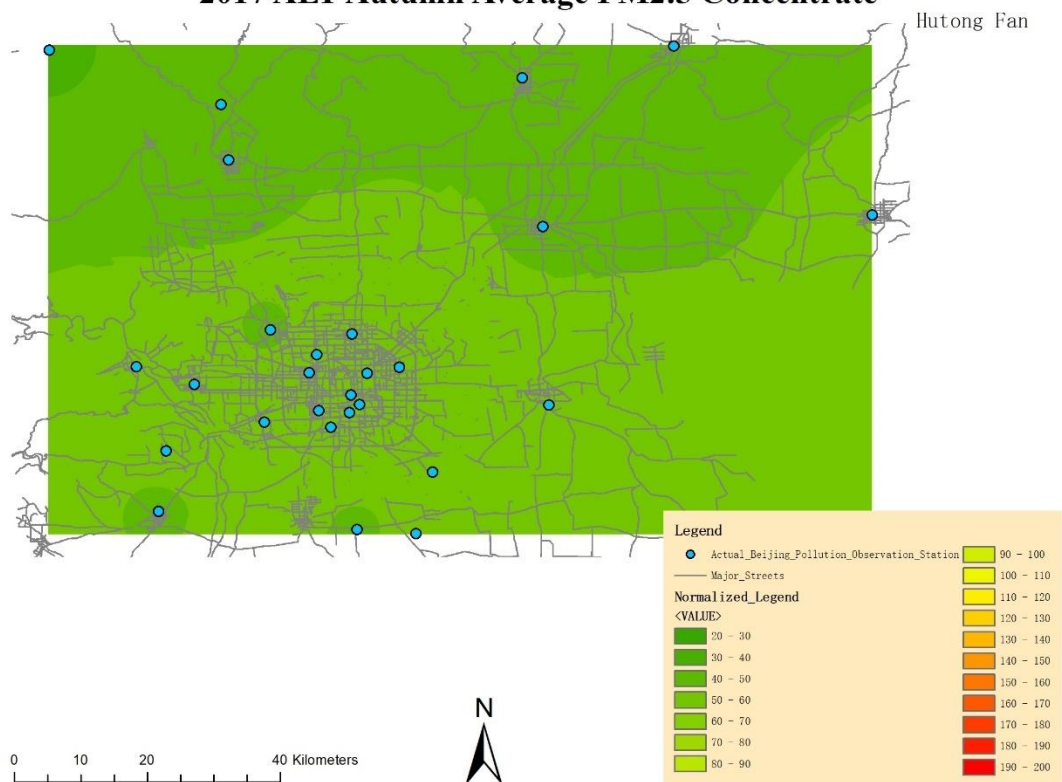 2017 ALL Autumn Average PM2.5 Concentrate
Hutong Fan
Legend
Actual_Beijing_Pollution_Observation_Station
Major_Streets
Normalized_Legend
<VALUE>
20 - 30
30 - 40
40 - 50
50 - 60
60 - 70
70 - 80
80 - 90
90 - 100
100 - 110
110 - 120
120 - 130
130 - 140
140 - 150
150 - 160
160 - 170
170 - 180
180 - 190
190 - 200
N
0 10 20 40 Kilometers